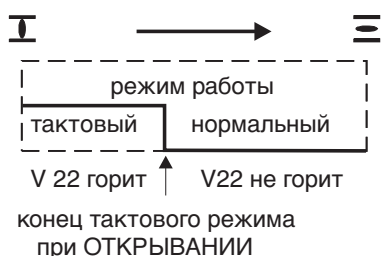 режим работы
тактовый нормальный
V 22 горит V22 не горит
конец тактового режима
при ОТКРЫВАНИИ